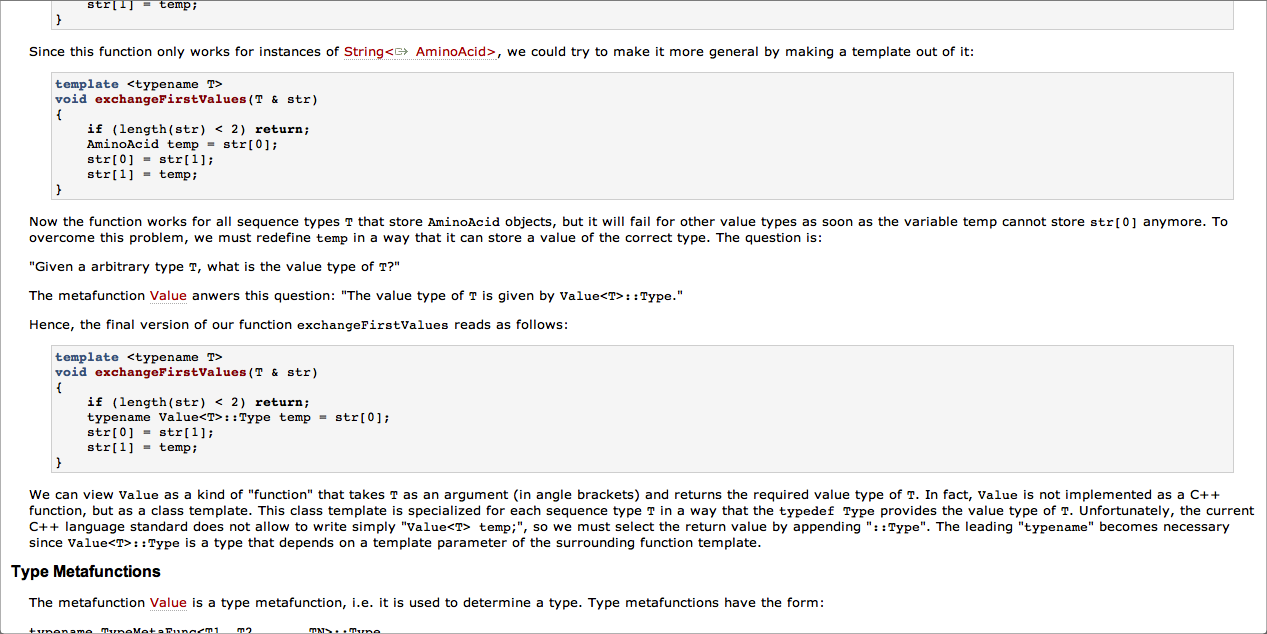 str[1] = temp;
}
Since this function only works for instances of String< AminoAcid>, we could try to make it more general by making a template out of it:
template <typename T>
void exchangeFirstValues(T & str)
{
    if (length(str) < 2) return;
    AminoAcid temp = str[0];
    str[0] = str[1];
    str[1] = temp;
}
Now the function works for all sequence types T that store AminoAcid objects, but it will fail for other value types as soon as the variable temp cannot store str[0] anymore. To
overcome this problem, we must redefine temp in a way that it can store a value of the correct type. The question is:
"Given a arbitrary type T, what is the value type of T?"
The metafunction Value anwers this question: "The value type of T is given by Value<T>::Type."
Hence, the final version of our function exchangeFirstValues reads as follows:
template <typename T>
void exchangeFirstValues(T & str)
{
    if (length(str) < 2) return;
    typename Value<T>::Type temp = str[0];
    str[0] = str[1];
    str[1] = temp;
}
We can view Value as a kind of "function" that takes T as an argument (in angle brackets) and returns the required value type of T. In fact, Value is not implemented as a C++
function, but as a class template. This class template is specialized for each sequence type T in a way that the typedef Type provides the value type of T. Unfortunately, the current
C++ language standard does not allow to write simply "Value<T> temp;", so we must select the return value by appending "::Type". The leading "typename" becomes necessary
since Value<T>::Type is a type that depends on a template parameter of the surrounding function template.
Type Metafunctions
The metafunction Value is a type metafunction, i.e. it is used to determine a type. Type metafunctions have the form:
typename TypeMetaFunc<T1, T2, ..., TN>::Type